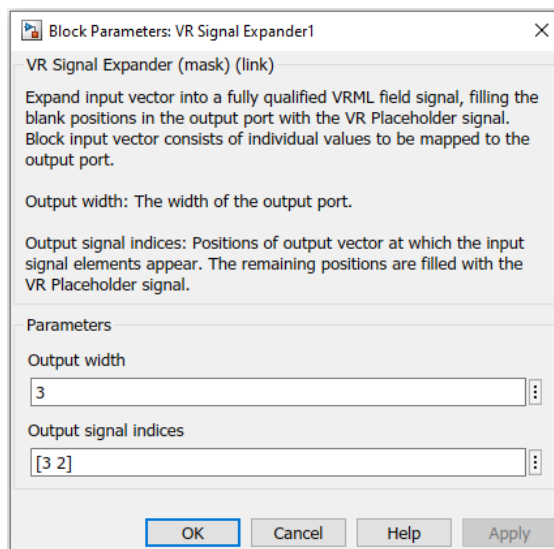 Block Parameters: VR Signal Expander1
VR Signal Expander (mask) (link)
Expand input vector into a fully qualified VRML field signal, filling the
blank positions in the output port with the VR Placeholder signal.
Block input vector consists of individual values to be mapped to the
output port.
Output width: The width of the output port.
Output signal indices: Positions of output vector at which the input
signal elements appear. The remaining positions are filled with the
VR Placeholder signal.
Parameters
Output width
3
Output signal indices
[3 2]
OK Cancel Help Apply